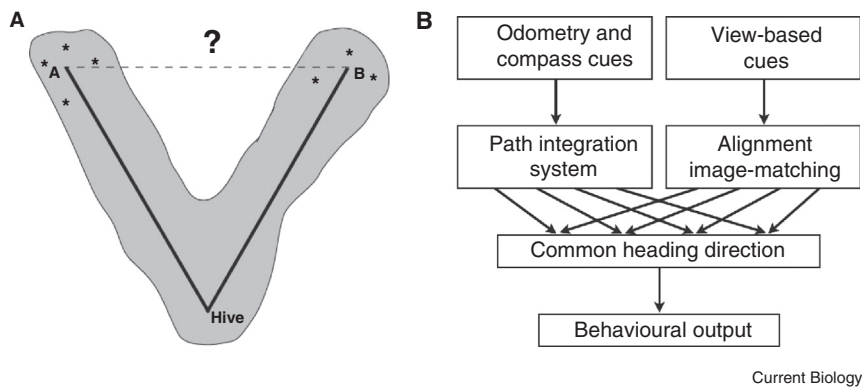 A
?
* * *
A
*
*
* *
B
Hive
B
Odometry and
compass cues
View-based
cues
Path integration
system
Alignment
image-matching
Common heading direction
Behavioural output
Current Biology